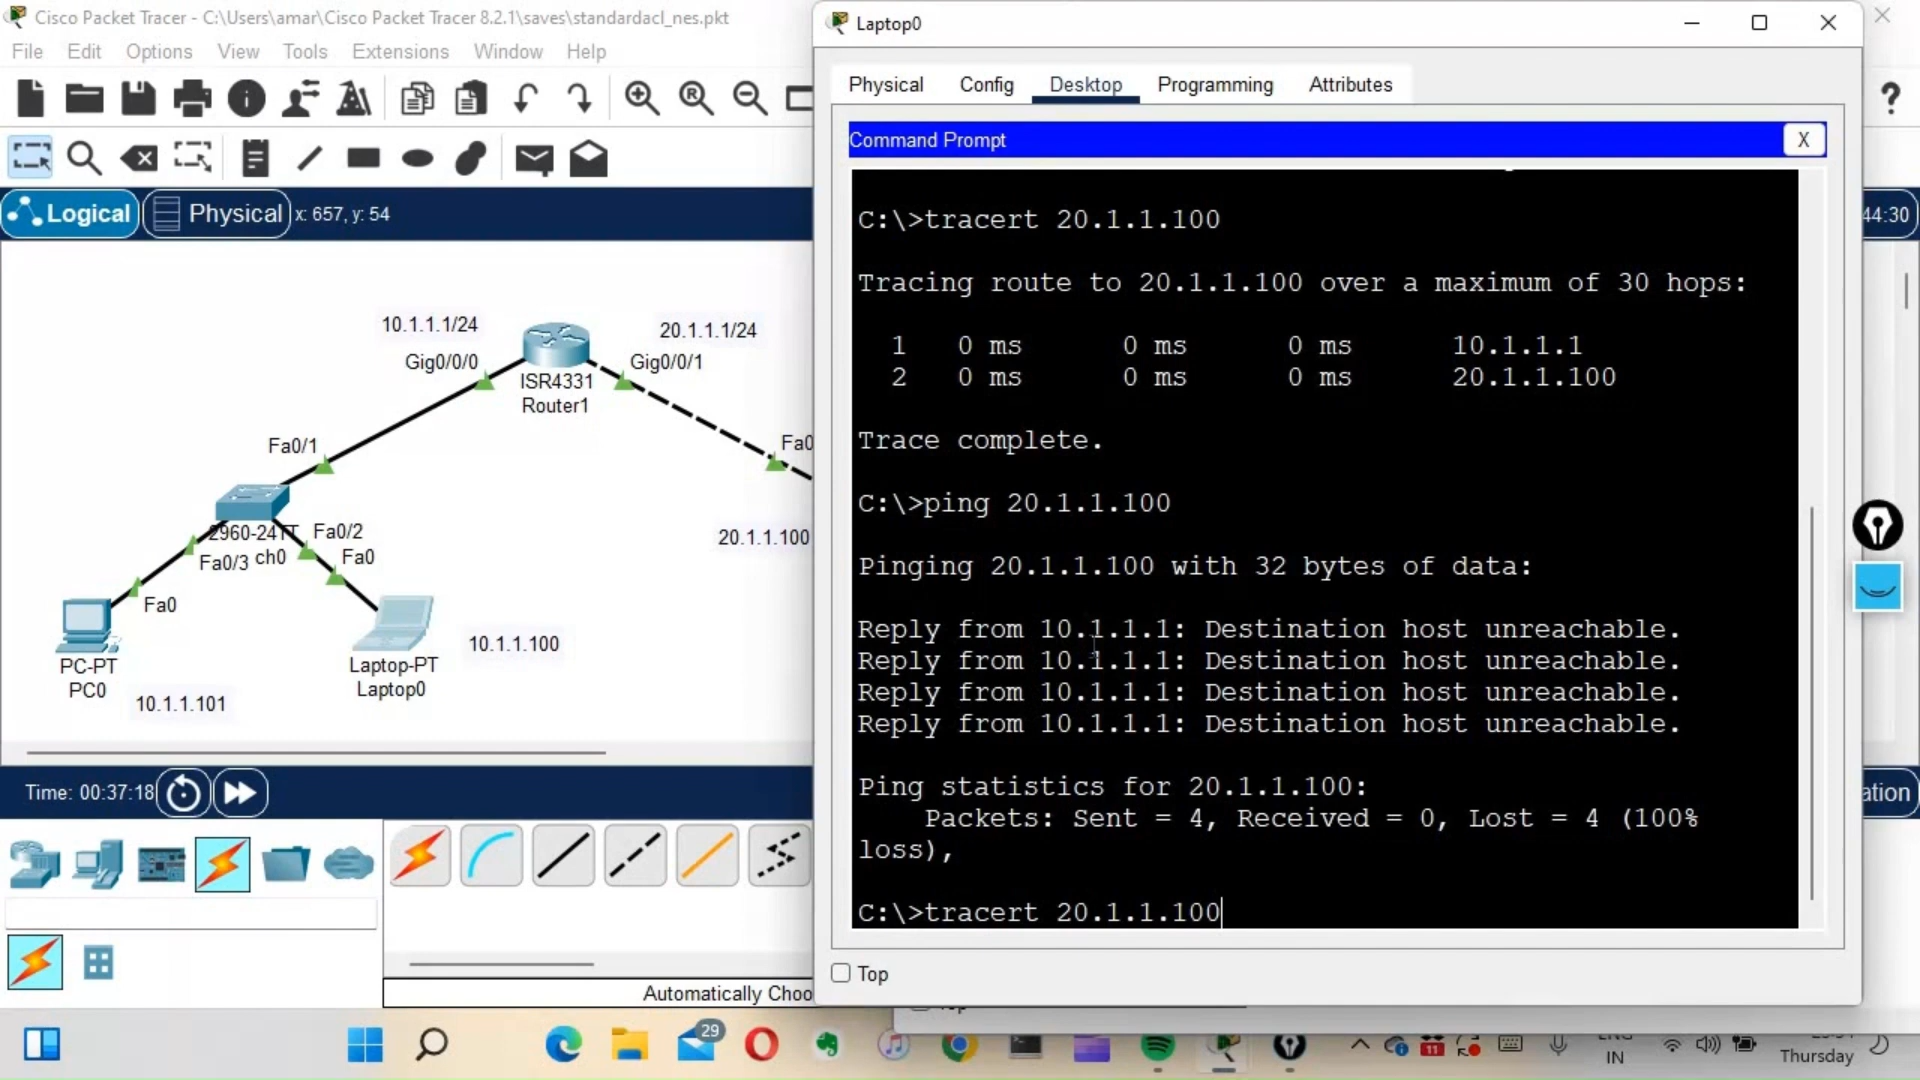 Cisco Packet Tracer - C:\Users\amar\Cisco Packet Tracer 8.2.1\saves\standardacl_nes.pkt
File Edit Options View Tools Extensions Window Help
Logical Physical x: 657, y: 54
10.1.1.1/24
20.1.1.1/24
Gig0/0/0
Gig0/0/1
ISR4331
Router1
Fa0/1
Fa0
2960-24TT
Fa0/2
Fa0/3 ch0 Fa0
20.1.1.100
Fa0
PC-PT
PC0
10.1.1.101
Laptop-PT
Laptop0
10.1.1.100
Time: 00:37:18
Automatically Choo
Laptop0
Physical Config Desktop Programming Attributes
Command Prompt
X
C:\>tracert 20.1.1.100
Tracing route to 20.1.1.100 over a maximum of 30 hops:
1 0 ms 0 ms 0 ms 10.1.1.1
2 0 ms 0 ms 0 ms 20.1.1.100
Trace complete.
C:\>ping 20.1.1.100
Pinging 20.1.1.100 with 32 bytes of data:
Reply from 10.1.1.1: Destination host unreachable.
Reply from 10.1.1.1: Destination host unreachable.
Reply from 10.1.1.1: Destination host unreachable.
Reply from 10.1.1.1: Destination host unreachable.
Ping statistics for 20.1.1.100:
Packets: Sent = 4, Received = 0, Lost = 4 (100%
loss),
C:\>tracert 20.1.1.100
Top
44:30
ation
29
11
IN
Thursday